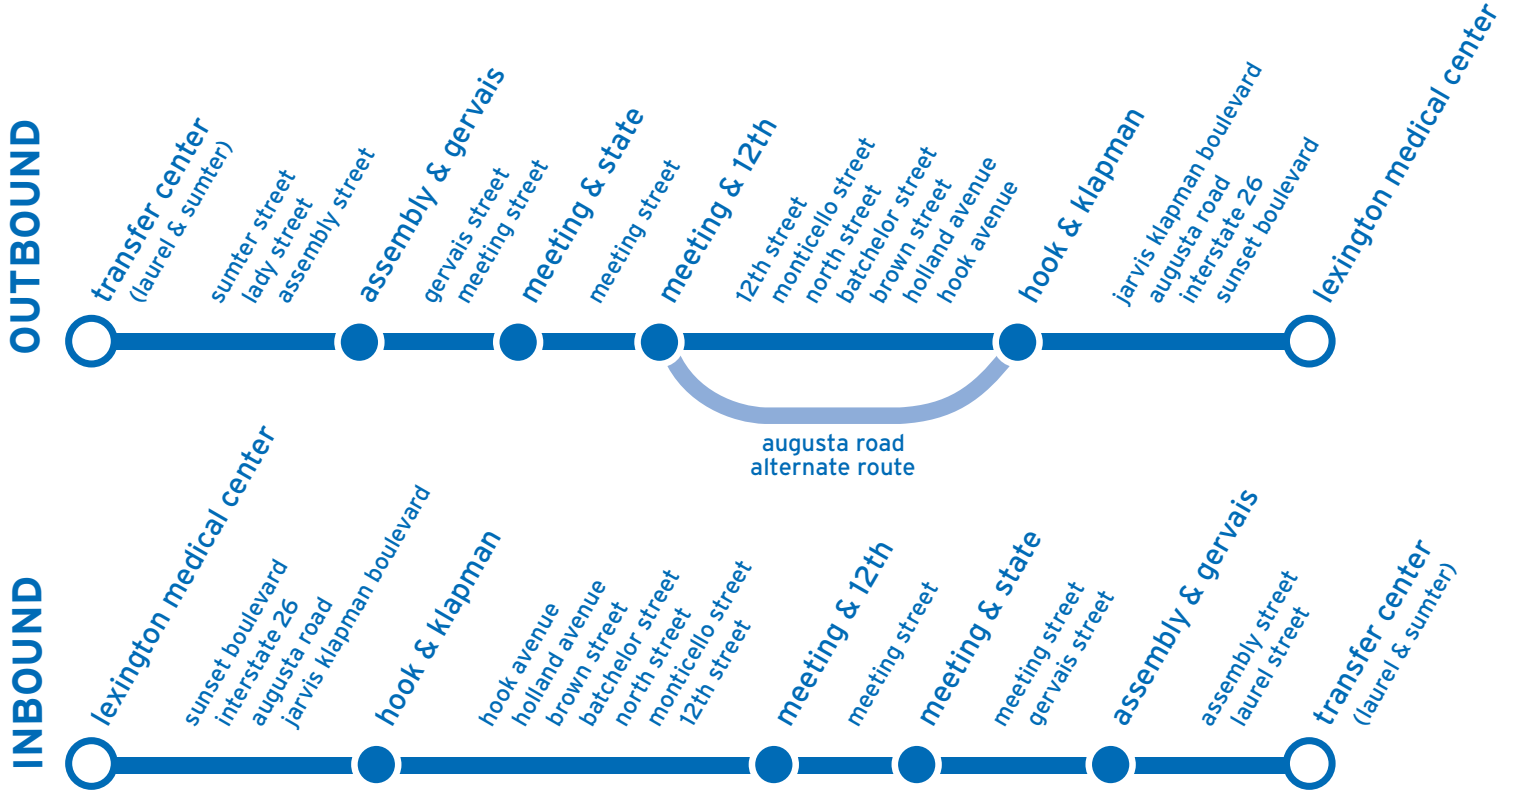 OUTBOUND
transfer center
(laurel & sumter)
sumter street
lady street
assembly street
assembly & gervais
gervais street
meeting street
meeting & state
meeting street
meeting & 12th
12th street
monticello street
north street
batchelor street
brown street
holland avenue
hook avenue
hook & klapman
jarvis klapman boulevard
augusta road
interstate 26
sunset boulevard
lexington medical center
augusta road
alternate route
INBOUND
lexington medical center
sunset boulevard
interstate 26
augusta road
jarvis klapman boulevard
hook & klapman
hook avenue
holland avenue
brown street
batchelor street
north street
monticello street
12th street
meeting & 12th
meeting street
meeting & state
meeting street
gervais street
assembly & gervais
assembly street
laurel street
transfer center
(laurel & sumter)